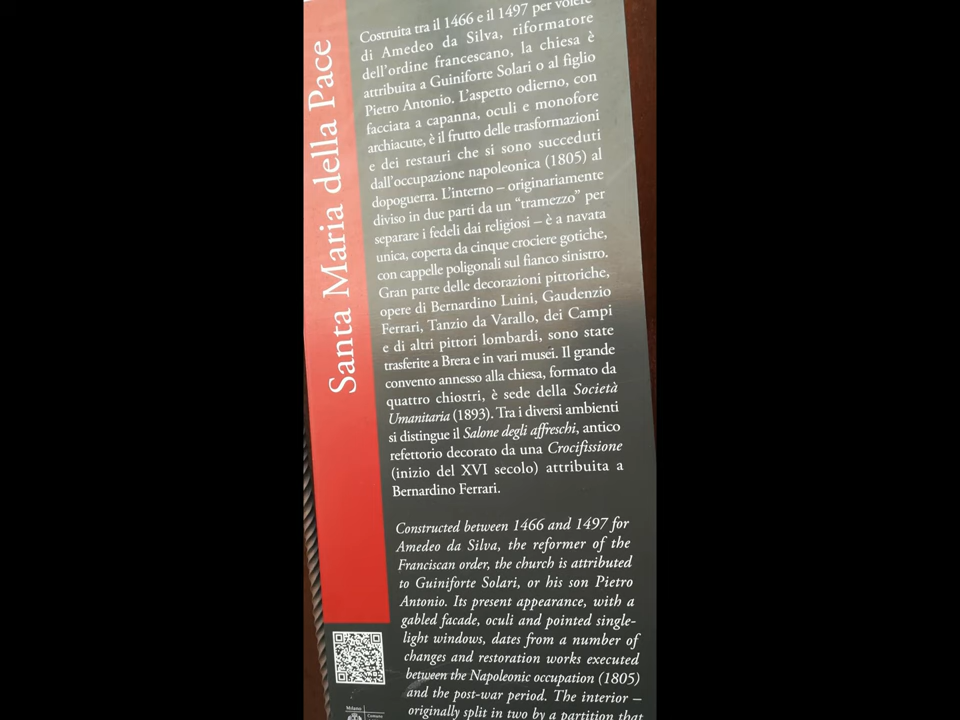 Santa Maria della Pace
Costruita tra il 1466 e il 1497 per volere
di Amedeo da Silva, riformatore
dell'ordine francescano, la chiesa è
attribuita a Guiniforte Solari o al figlio
Pietro Antonio. L'aspetto odierno, con
facciata a capanna, oculi e monofore
archiacute, è il frutto delle trasformazioni
e dei restauri che si sono succeduti
dall'occupazione napoleonica (1805) al
dopoguerra. L'interno – originariamente
diviso in due parti da un "tramezzo" per
separare i fedeli dai religiosi – è a navata
unica, coperta da cinque crociere gotiche,
con cappelle poligonali sul fianco sinistro.
Gran parte delle decorazioni pittoriche,
opere di Bernardino Luini, Gaudenzio
Ferrari, Tanzio da Varallo, dei Campi
e di altri pittori lombardi, sono state
trasferite a Brera e in vari musei. Il grande
convento annesso alla chiesa, formato da
quattro chiostri, è sede della Società
Umanitaria (1893). Tra i diversi ambienti
si distingue il Salone degli affreschi, antico
refettorio decorato da una Crocifissione
(inizio del XVI secolo) attribuita a
Bernardino Ferrari.
Constructed between 1466 and 1497 for
Amedeo da Silva, the reformer of the
Franciscan order, the church is attributed
to Guiniforte Solari, or his son Pietro
Antonio. Its present appearance, with a
gabled facade, oculi and pointed single-
light windows, dates from a number of
changes and restoration works executed
between the Napoleonic occupation (1805)
and the post-war period. The interior –
originally split in two by a partition that
Milano
Comune